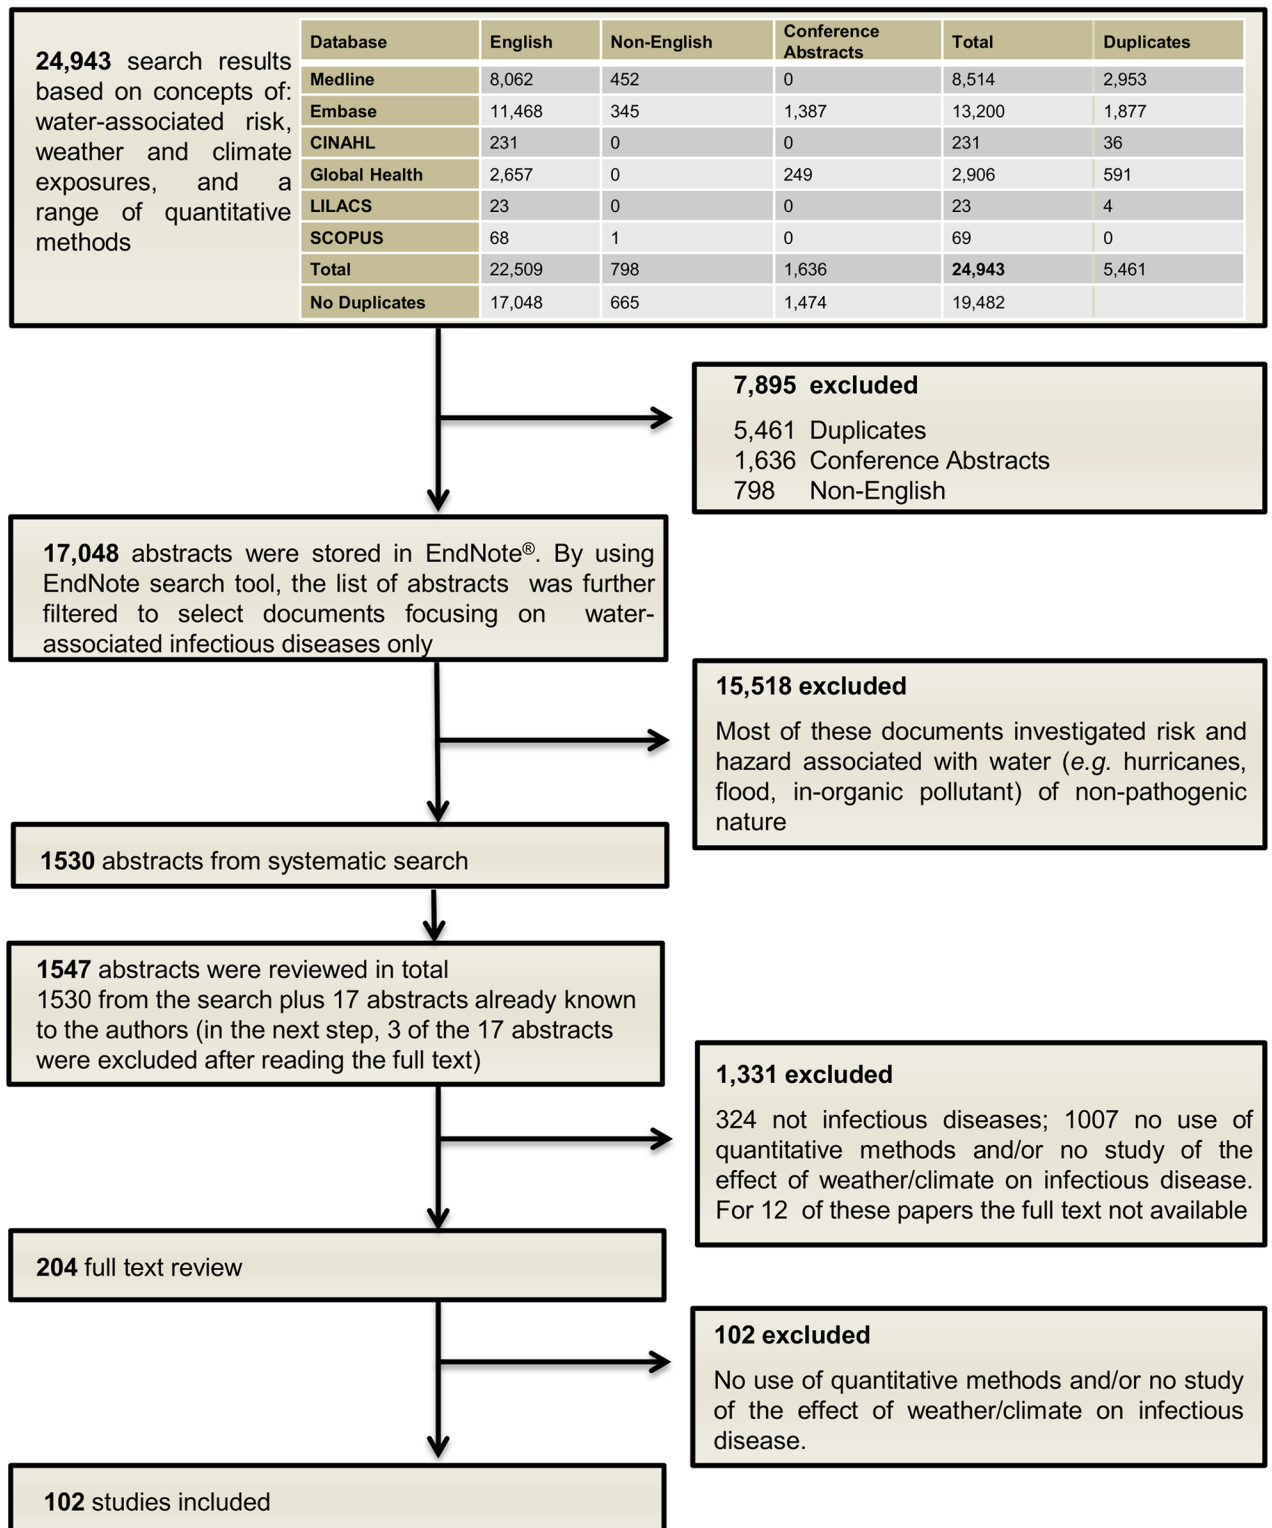 24,943 search results
based on concepts of:
water-associated risk,
weather and climate
exposures, and a
range of quantitative
methods
Database English Non-English Conference Abstracts Total Duplicates
Medline 8,062 452 0 8,514 2,953
Embase 11,468 345 1,387 13,200 1,877
CINAHL 231 0 0 231 36
Global Health 2,657 0 249 2,906 591
LILACS 23 0 0 23 4
SCOPUS 68 1 0 69 0
Total 22,509 798 1,636 24,943 5,461
No Duplicates 17,048 665 1,474 19,482
7,895 excluded
5,461 Duplicates
1,636 Conference Abstracts
798 Non-English
17,048 abstracts were stored in EndNote®. By using
EndNote search tool, the list of abstracts was further
filtered to select documents focusing on water-
associated infectious diseases only
15,518 excluded
Most of these documents investigated risk and
hazard associated with water (e.g. hurricanes,
flood, in-organic pollutant) of non-pathogenic
nature
1530 abstracts from systematic search
1547 abstracts were reviewed in total
1530 from the search plus 17 abstracts already known
to the authors (in the next step, 3 of the 17 abstracts
were excluded after reading the full text)
1,331 excluded
324 not infectious diseases; 1007 no use of
quantitative methods and/or no study of the
effect of weather/climate on infectious disease.
For 12 of these papers the full text not available
204 full text review
102 excluded
No use of quantitative methods and/or no study
of the effect of weather/climate on infectious
disease.
102 studies included